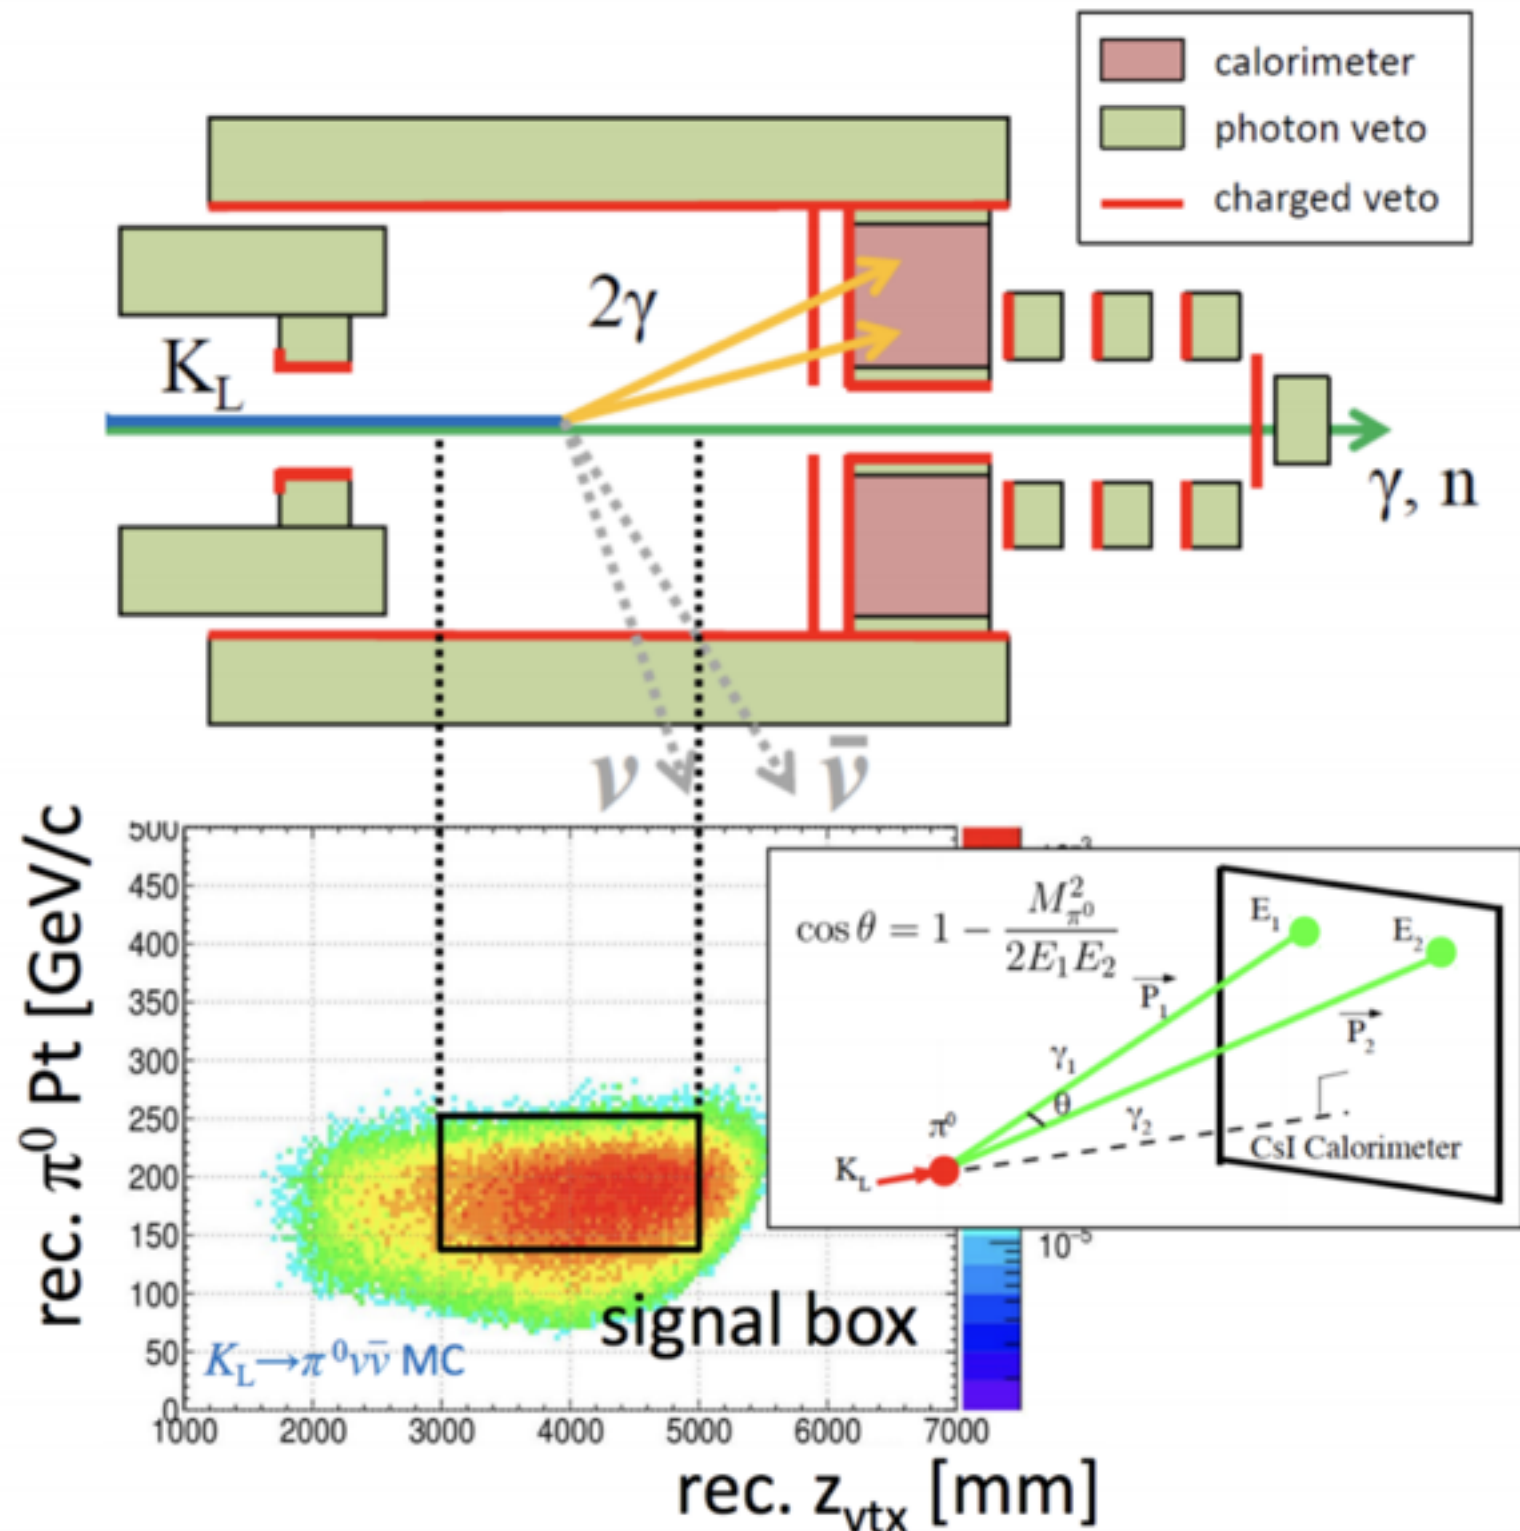 calorimeter
photon veto
charged veto
2γ
K_L
γ, n
ν
ν̄
rec. π⁰ Pt [GeV/c
500
450
400
350
300
250
200
150
100
50
0
1000 2000 3000 4000 5000 6000 7000
rec. z_vtx [mm]
signal box
K_L→π⁰νν̄ MC
10⁻⁵
cos θ = 1 − M²_π⁰ / 2E₁E₂
E₁
E₂
P₁
P₂
γ₁
θ
γ₂
π⁰
K_L
CsI Calorimeter